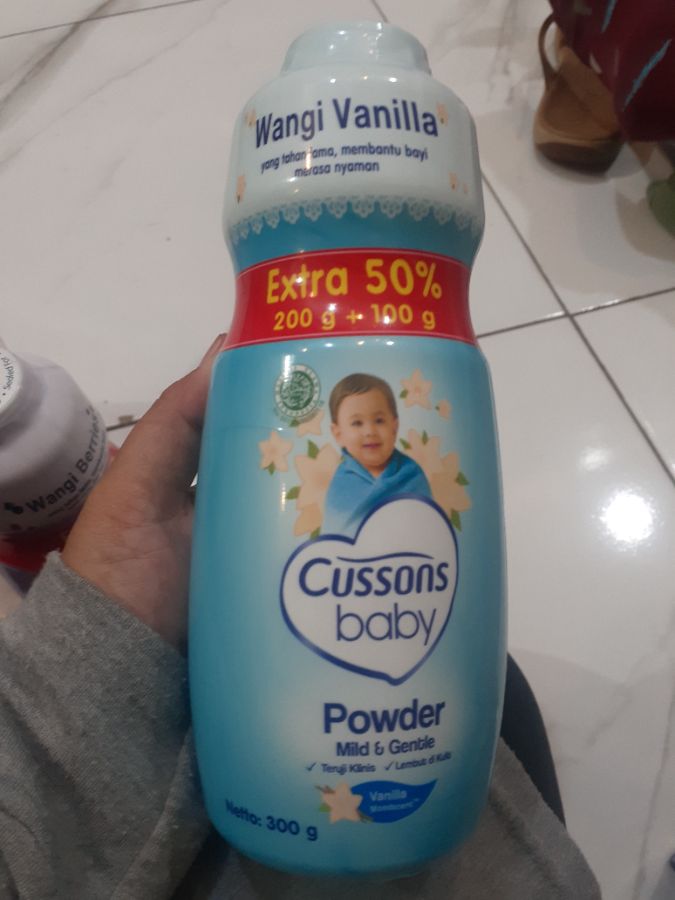 Wangi Vanilla
yang tahan lama, membantu bayi
merasa nyaman
Extra 50%
200 g + 100 g
Cussons
baby
Powder
Mild & Gentle
✓ Teruji Klinis ✓ Lembut di Kulit
Vanilla
Netto: 300 g
Wangi Berries